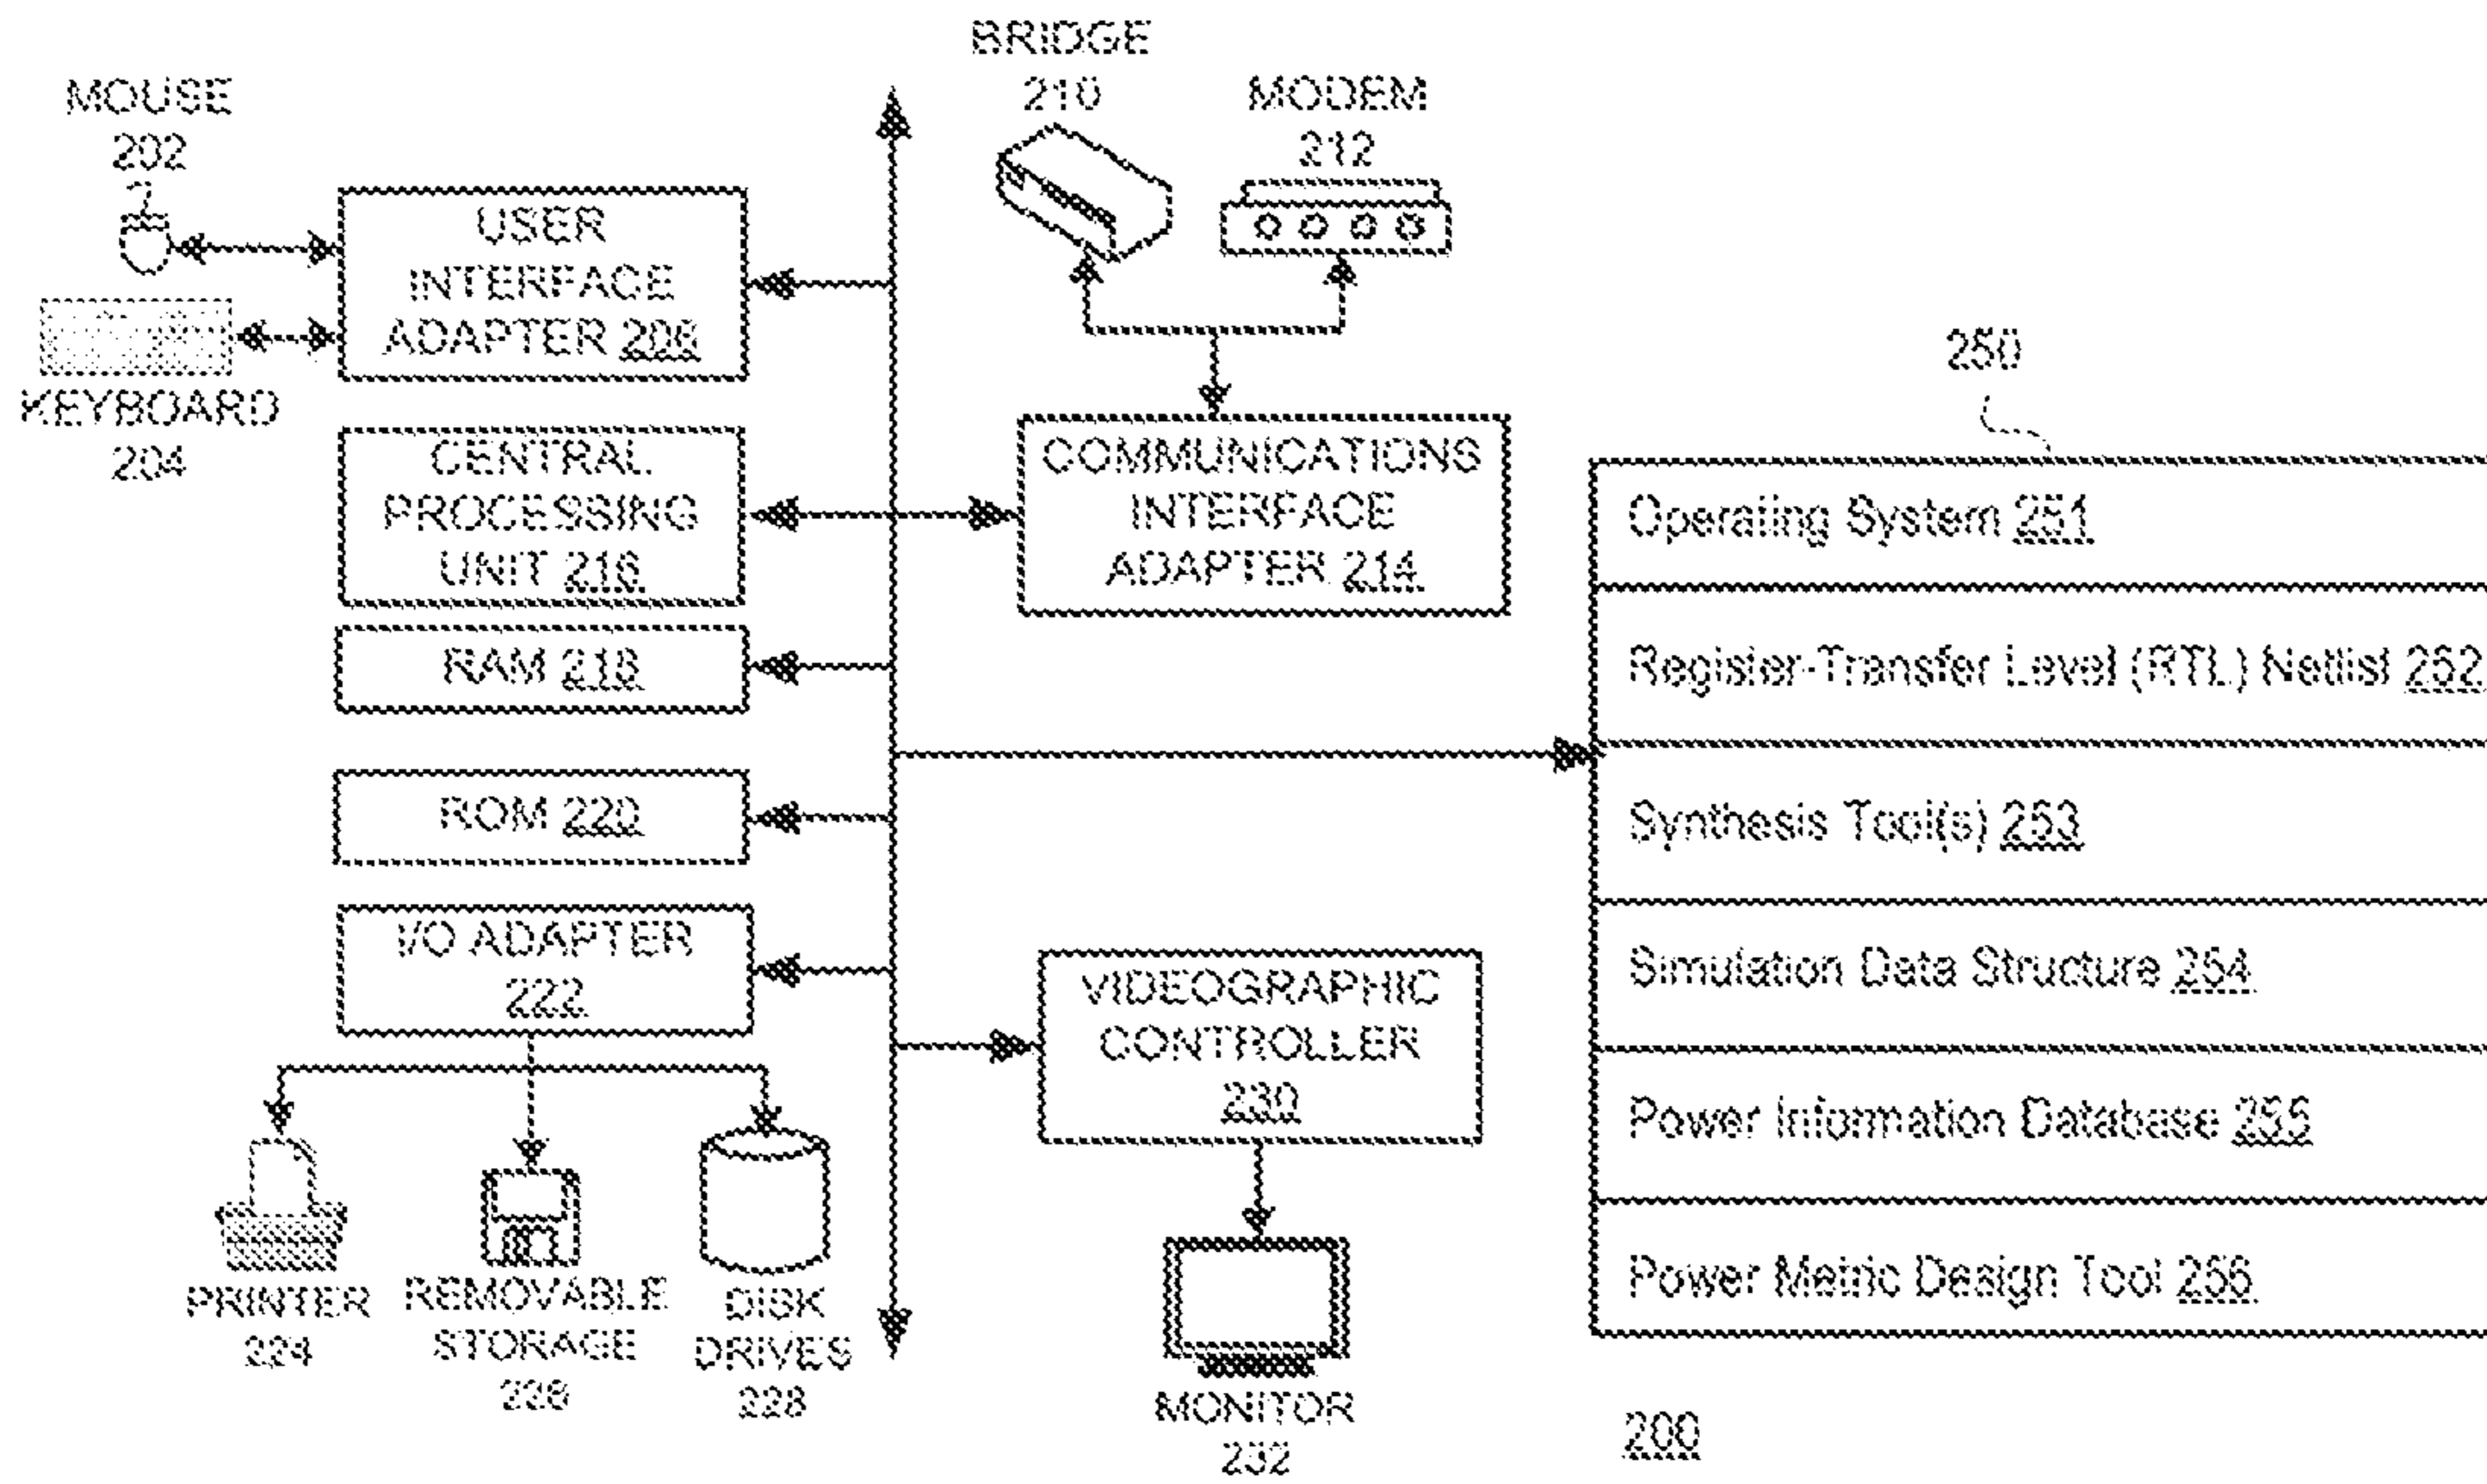 BRIDGE
210
MODEM
212
MOUSE
202
USER
INTERFACE
ADAPTER 206
KEYBOARD
204
CENTRAL
PROCESSING
UNIT 216
COMMUNICATIONS
INTERFACE
ADAPTER 214
RAM 218
ROM 220
I/O ADAPTER
222
PRINTER
224
REMOVABLE
STORAGE
226
DISK
DRIVES
228
VIDEOGRAPHIC
CONTROLLER
230
MONITOR
232
250
Operating System 251
Register-Transfer Level (RTL) Netlist 252
Synthesis Tool(s) 253
Simulation Data Structure 254
Power Information Database 255
Power Metric Design Tool 256
200